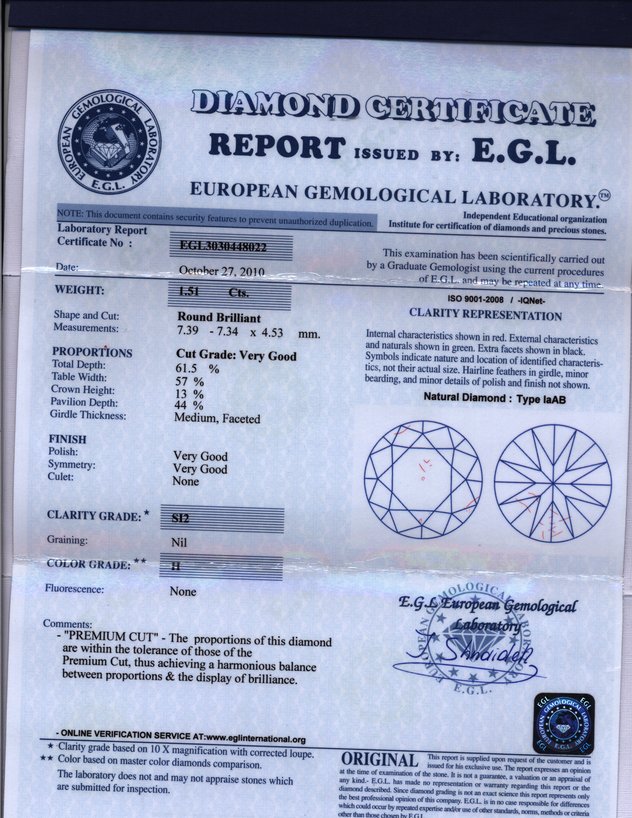 EUROPEAN GEMOLOGICAL LABORATORY
E.G.L.
DIAMOND CERTIFICATE
REPORT ISSUED BY: E.G.L.
EUROPEAN GEMOLOGICAL LABORATORY.™
NOTE: This document contains security features to prevent unauthorized duplication.
Independent Educational organization
Institute for certification of diamonds and precious stones.
Laboratory Report
Certificate No : EGL3030448022
Date: October 27, 2010
This examination has been scientifically carried out
by a Graduate Gemologist using the current procedures
of E.G.L. and may be repeated at any time.
WEIGHT: 1.51 Cts.
Shape and Cut: Round Brilliant
Measurements: 7.39 - 7.34 x 4.53 mm.
PROPORTIONS Cut Grade: Very Good
Total Depth: 61.5 %
Table Width: 57 %
Crown Height: 13 %
Pavilion Depth: 44 %
Girdle Thickness: Medium, Faceted
FINISH
Polish: Very Good
Symmetry: Very Good
Culet: None
CLARITY GRADE: * SI2
Graining: Nil
COLOR GRADE: ** H
Fluorescence: None
Comments:
- "PREMIUM CUT" - The proportions of this diamond
are within the tolerance of those of the
Premium Cut, thus achieving a harmonious balance
between proportions & the display of brilliance.
ISO 9001-2008 / -IQNet-
CLARITY REPRESENTATION
Internal characteristics shown in red. External characteristics
and naturals shown in green. Extra facets shown in black.
Symbols indicate nature and location of identified characteris-
tics, not their actual size. Hairline feathers in girdle, minor
bearding, and minor details of polish and finish not shown.
Natural Diamond : Type IaAB
E.G.L European Gemological
Laboratory
E.G.L.
EGL EGL
EUROPEAN GEMOLOGICAL LABORATORY
E.G.L.
EGL EGL
- ONLINE VERIFICATION SERVICE AT:www.eglinternational.org
* Clarity grade based on 10 X magnification with corrected loupe.
** Color based on master color diamonds comparison.
The laboratory does not and may not appraise stones which
are submitted for inspection.
ORIGINAL This report is supplied upon request of the customer and is
issued for his exclusive use. The report expresses an opinion
at the time of examination of the stone. It is not a guarantee, a valuation or an appraisal of
any kind.- E.G.L. has made no representation or warranty regarding this report or the
diamond described. Since diamond grading is not an exact science this report represents only
the best professional opinion of this company. E.G.L. is in no case responsible for differences
which could occur by repeated expertise and/or use of other standards, norms, methods or criteria
other than those chosen by E.G.L.